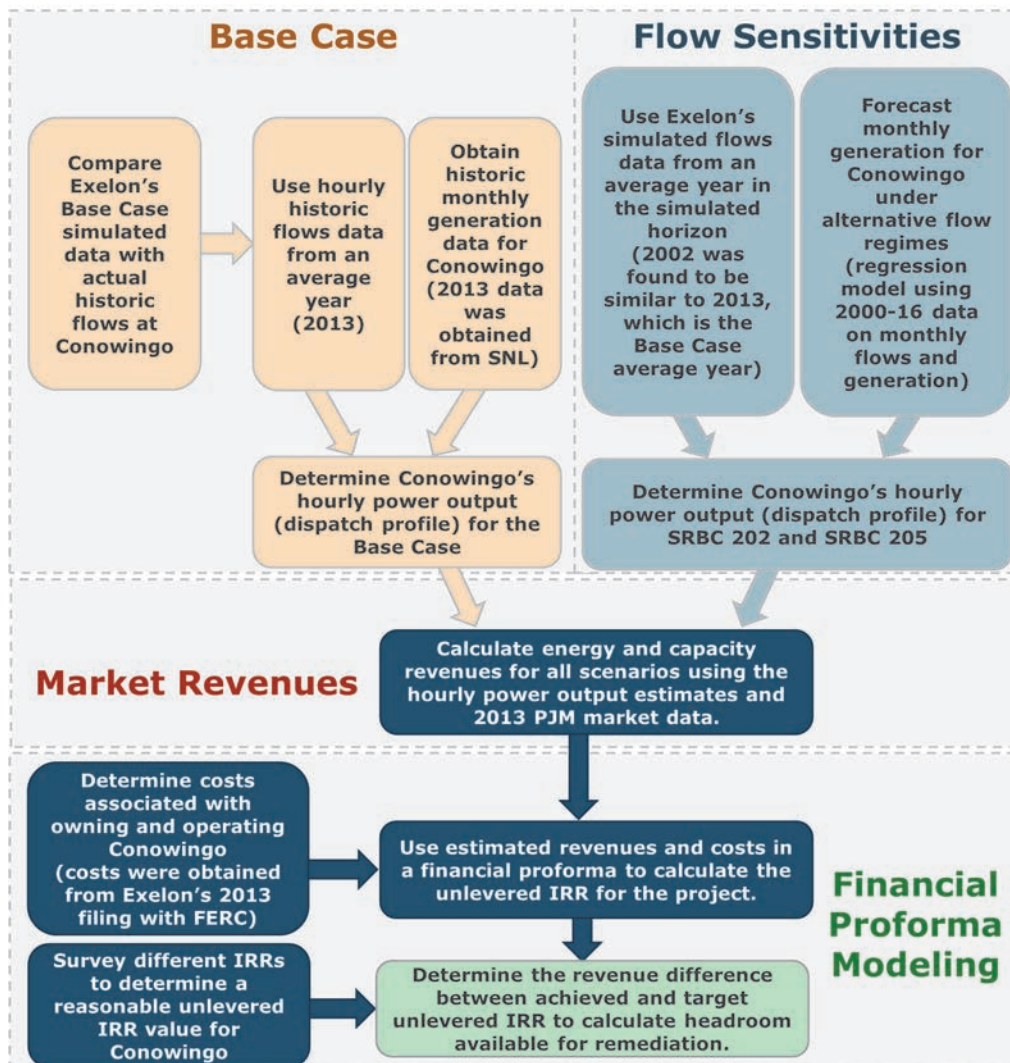 Base Case
Flow Sensitivities
Compare
Exelon's
Base Case
simulated
data with
actual
historic
flows at
Conowingo
Use hourly
historic
flows data
from an
average
year
(2013)
Obtain
historic
monthly
generation
data for
Conowingo
(2013 data
was
obtained
from SNL)
Use Exelon's
simulated flows
data from an
average year in
the simulated
horizon
(2002 was
found to be
similar to 2013,
which is the
Base Case
average year)
Forecast
monthly
generation for
Conowingo
under
alternative flow
regimes
(regression
model using
2000-16 data
on monthly
flows and
generation)
Determine Conowingo's
hourly power output
(dispatch profile) for the
Base Case
Determine Conowingo's hourly
power output (dispatch profile) for
SRBC 202 and SRBC 205
Market Revenues
Calculate energy and capacity
revenues for all scenarios using the
hourly power output estimates and
2013 PJM market data.
Determine costs
associated with
owning and operating
Conowingo
(costs were obtained
from Exelon's 2013
filing with FERC)
Use estimated revenues and costs in
a financial proforma to calculate the
unlevered IRR for the project.
Financial
Proforma
Modeling
Survey different IRRs
to determine a
reasonable unlevered
IRR value for
Conowingo
Determine the revenue difference
between achieved and target
unlevered IRR to calculate headroom
available for remediation.